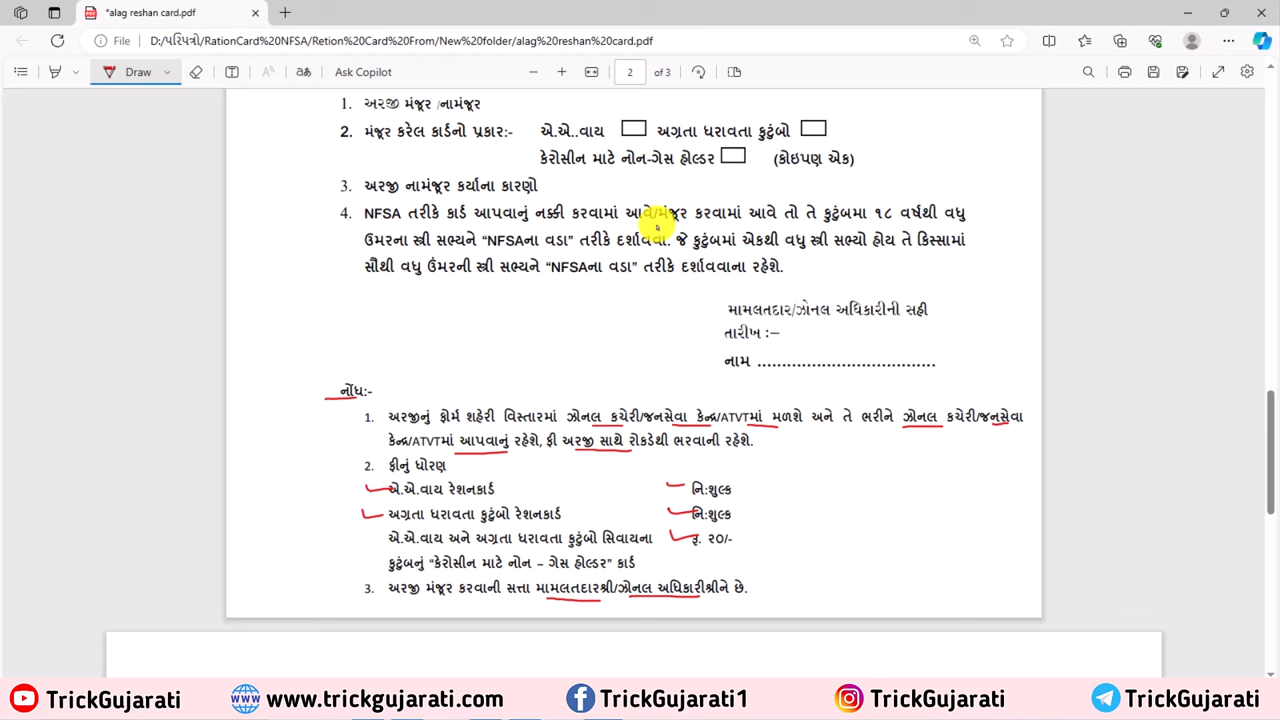 *alag reshan card.pdf
File D:/પરિપત્રી/RationCard%20NFSA/Retion%20Card%20From/New%20folder/alag%20reshan%20card.pdf
Draw Ask Copilot 2 of 3
1. અરજી મંજૂર /નામંજૂર
2. મંજૂર કરેલ કાર્ડનો પ્રકાર:- એ.એ..વાય અગ્રતા ધરાવતા કુટુંબો
કેરોસીન માટે નોન-ગેસ હોલ્ડર (કોઇપણ એક)
3. અરજી નામંજૂર કર્યાના કારણો
4. NFSA તરીકે કાર્ડ આપવાનું નક્કી કરવામાં આવે/મંજૂર કરવામાં આવે તો તે કુટુંબમા ૧૮ વર્ષથી વધુ
ઉમરના સ્ત્રી સભ્યને “NFSAના વડા” તરીકે દર્શાવવા. જે કુટુંબમાં એકથી વધુ સ્ત્રી સભ્યો હોય તે કિસ્સામાં
સૌથી વધુ ઉંમરની સ્ત્રી સભ્યને “NFSAના વડા” તરીકે દર્શાવવાના રહેશે.
મામલતદાર/ઝોનલ અધિકારીની સહી
તારીખ :–
નામ ....................................
નોંધ:-
1. અરજીનું ફોર્મ શહેરી વિસ્તારમાં ઝૉનલ કચેરી/જનસેવા કેન્દ્ર/ATVTમાં મળશે અને તે ભરીને ઝૉનલ કચેરી/જનસેવા
કેન્દ્ર/ATVTમાં આપવાનું રહેશે, ફી અરજી સાથે રોકડેથી ભરવાની રહેશે.
2. ફીનું ધોરણ
એ.એ.વાય રેશનકાર્ડ નિ:શુલ્ક
અગ્રતા ધરાવતા કુટુંબો રેશનકાર્ડ નિ:શુલ્ક
એ.એ.વાય અને અગ્રતા ધરાવતા કુટુંબો સિવાયના રૂ. ૨૦/-
કુટુંબનું “કેરોસીન માટે નોન – ગેસ હોલ્ડર” કાર્ડ
3. અરજી મંજૂર કરવાની સત્તા મામલતદારશ્રી/ઝોનલ અધિકારીશ્રીને છે.
TrickGujarati www.trickgujarati.com TrickGujarati1 TrickGujarati TrickGujarati